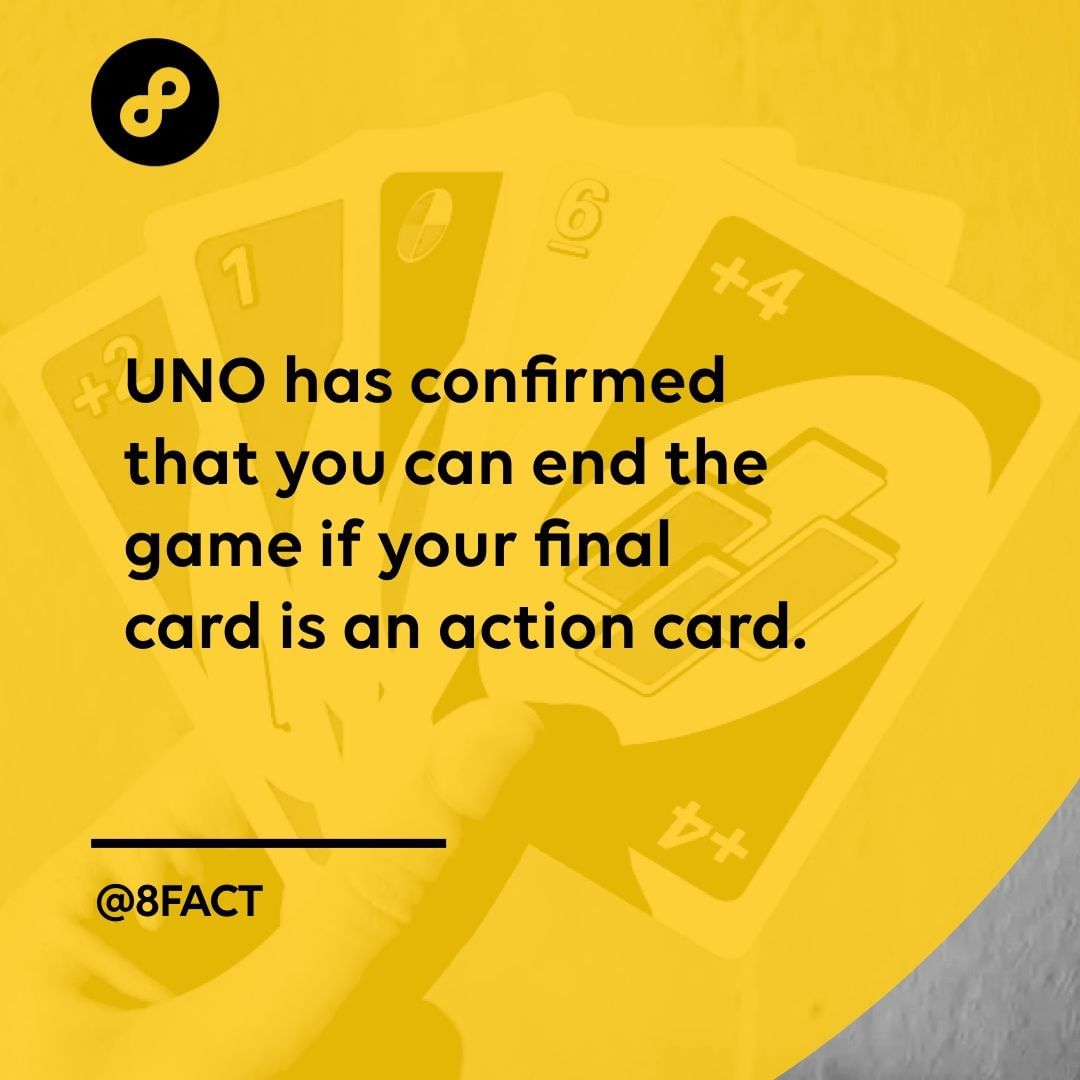 +2
1
6
+4
UNO has confirmed
that you can end the
game if your final
card is an action card.
+4
@8FACT